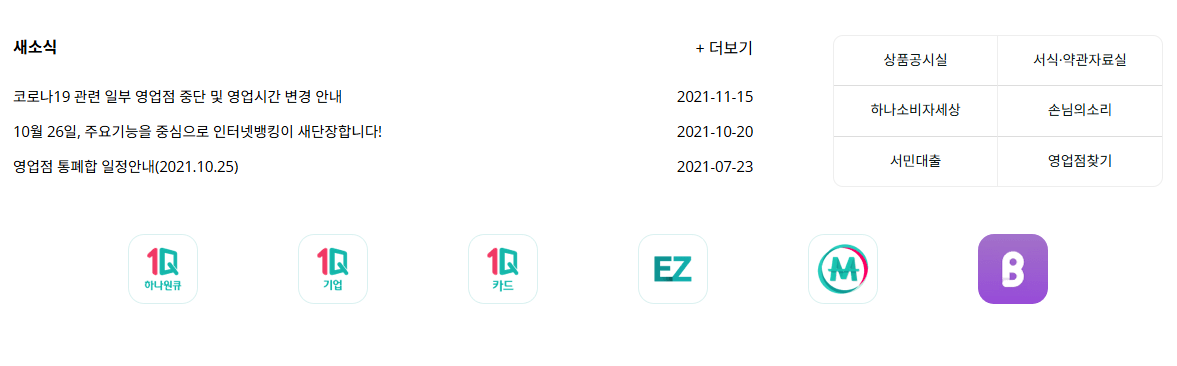 새소식
+ 더보기
코로나19 관련 일부 영업점 중단 및 영업시간 변경 안내 2021-11-15
10월 26일, 주요기능을 중심으로 인터넷뱅킹이 새단장합니다! 2021-10-20
영업점 통폐합 일정안내(2021.10.25) 2021-07-23
상품공시실 서식·약관자료실
하나소비자세상 손님의소리
서민대출 영업점찾기
1Q
하나원큐
1Q
기업
1Q
카드
EZ
M
B